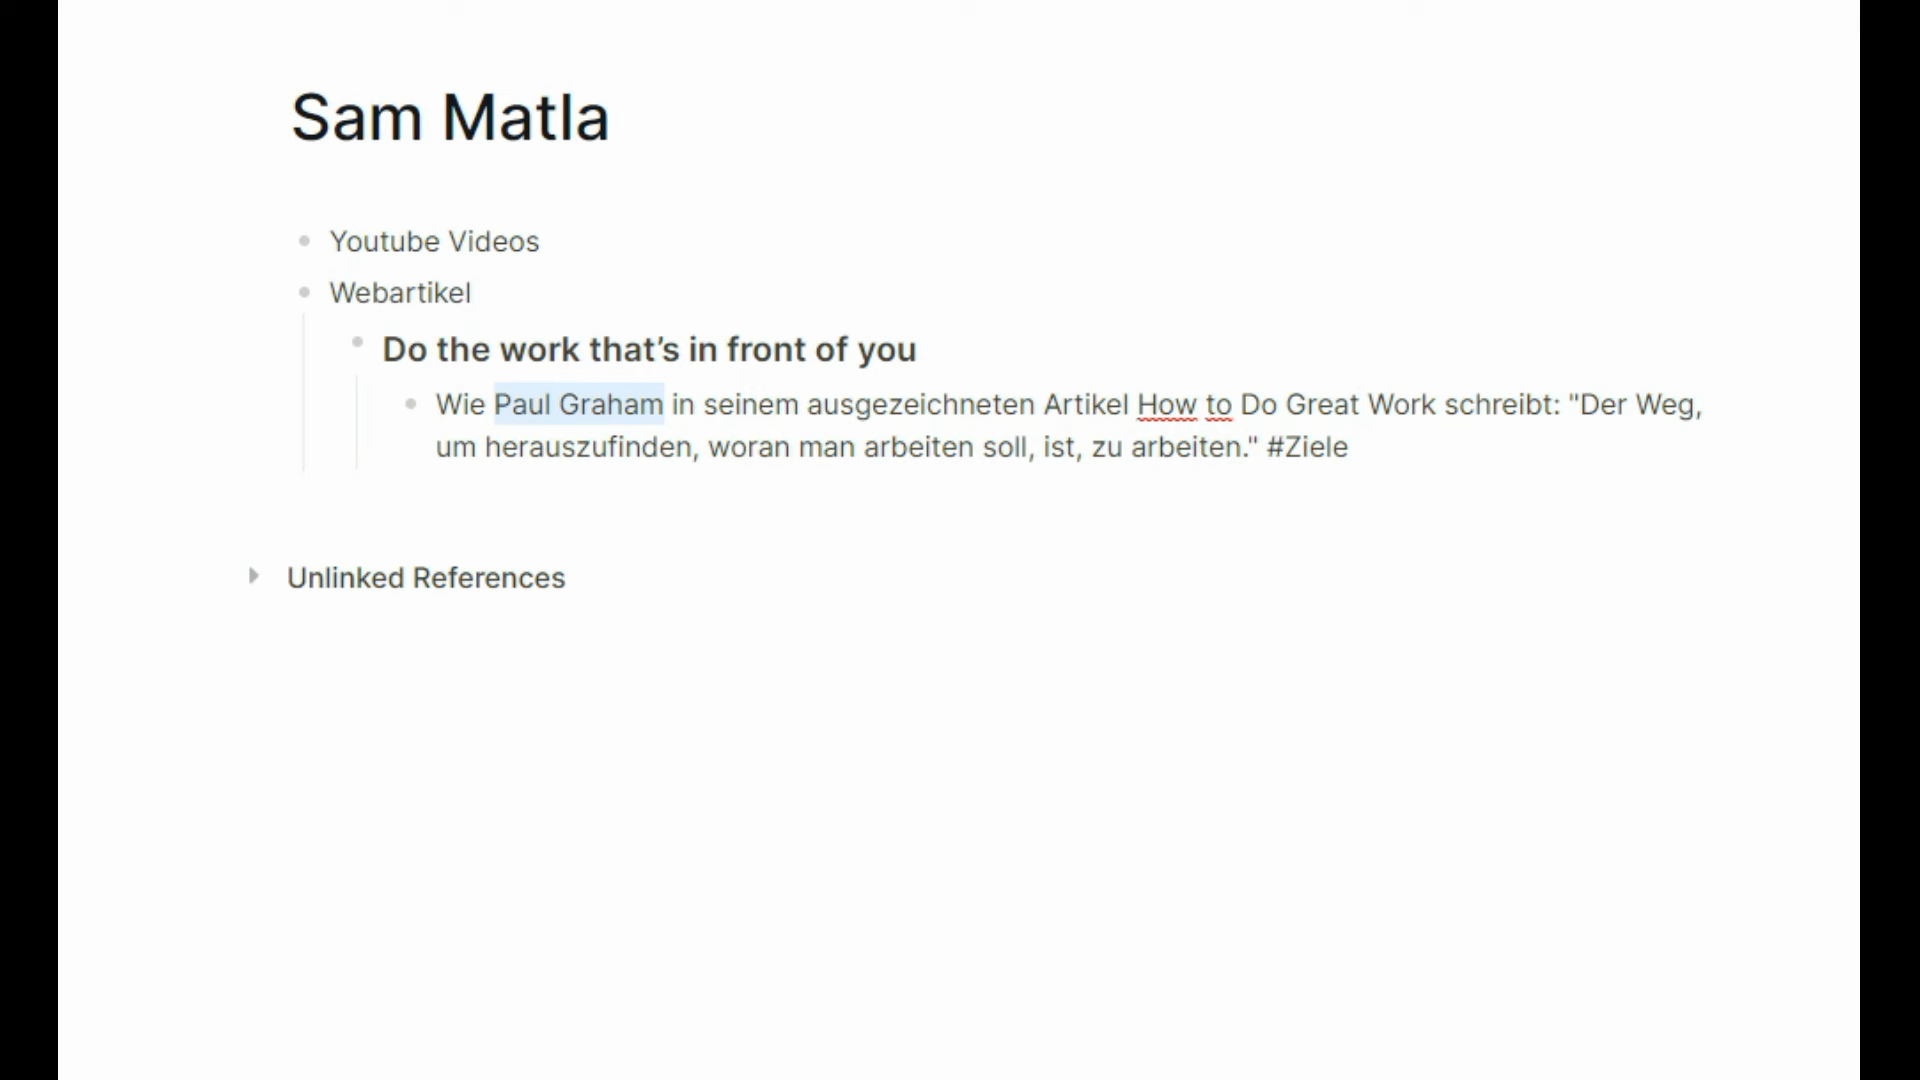 Sam Matla
Youtube Videos
Webartikel
Do the work that’s in front of you
Wie Paul Graham in seinem ausgezeichneten Artikel How to Do Great Work schreibt: "Der Weg,
um herauszufinden, woran man arbeiten soll, ist, zu arbeiten." #Ziele
Unlinked References